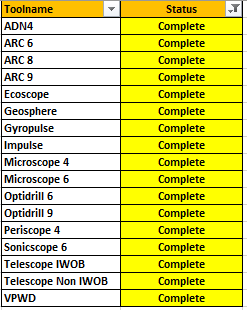 Toolname Status
ADN4 Complete
ARC 6 Complete
ARC 8 Complete
ARC 9 Complete
Ecoscope Complete
Geosphere Complete
Gyropulse Complete
Impulse Complete
Microscope 4 Complete
Microscope 6 Complete
Optidrill 6 Complete
Optidrill 9 Complete
Periscope 4 Complete
Sonicscope 6 Complete
Telescope IWOB Complete
Telescope Non IWOB Complete
VPWD Complete